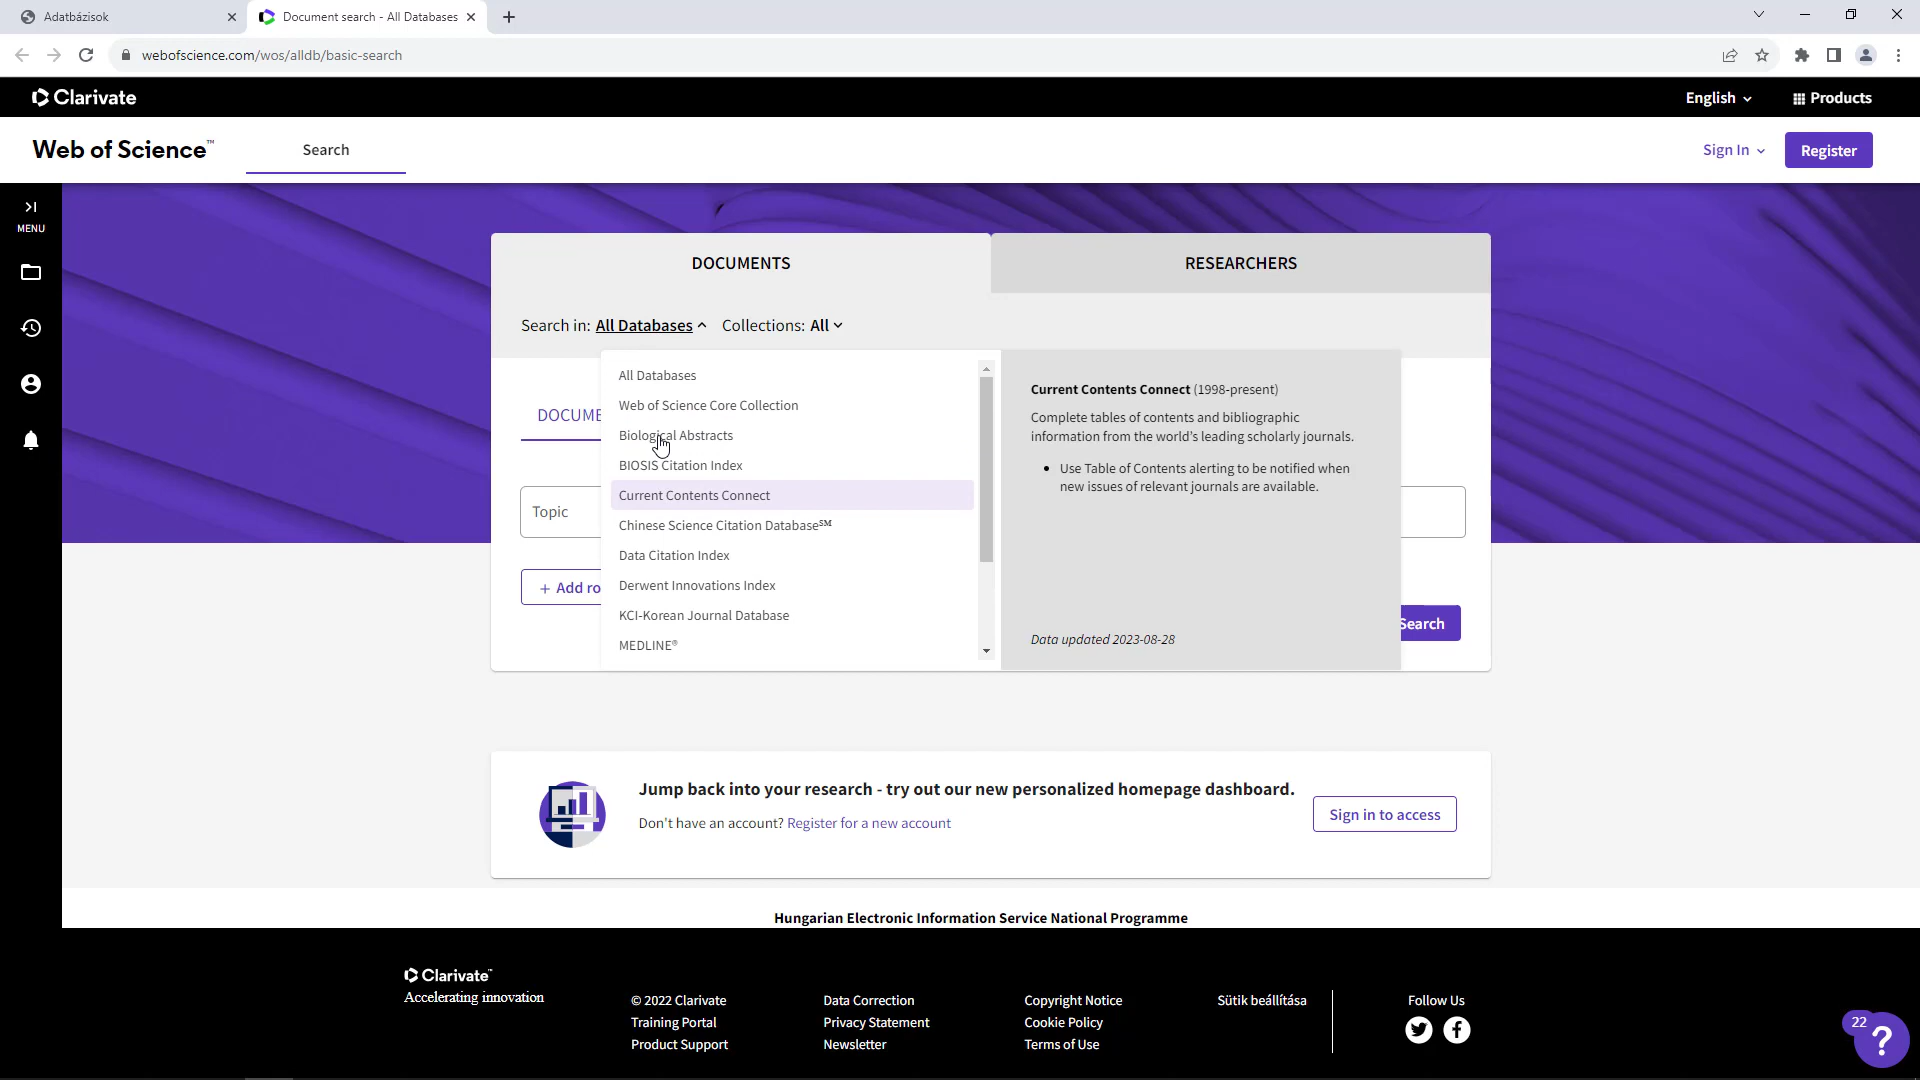 Adatbázisok
Document search - All Databases
webofscience.com/wos/alldb/basic-search
Clarivate
English
Products
Web of Science™
Search
Sign In
Register
MENU
DOCUMENTS
RESEARCHERS
Search in: All Databases
Collections: All
All Databases
Web of Science Core Collection
Biological Abstracts
BIOSIS Citation Index
Current Contents Connect
Chinese Science Citation Database℠
Data Citation Index
Derwent Innovations Index
KCI-Korean Journal Database
MEDLINE®
Current Contents Connect (1998-present)
Complete tables of contents and bibliographic
information from the world’s leading scholarly journals.
• Use Table of Contents alerting to be notified when
new issues of relevant journals are available.
Data updated 2023-08-28
DOCUME
Topic
+ Add ro
Search
Jump back into your research - try out our new personalized homepage dashboard.
Don't have an account? Register for a new account
Sign in to access
Hungarian Electronic Information Service National Programme
Clarivate™
Accelerating innovation
© 2022 Clarivate
Training Portal
Product Support
Data Correction
Privacy Statement
Newsletter
Copyright Notice
Cookie Policy
Terms of Use
Sütik beállítása
Follow Us
22
?